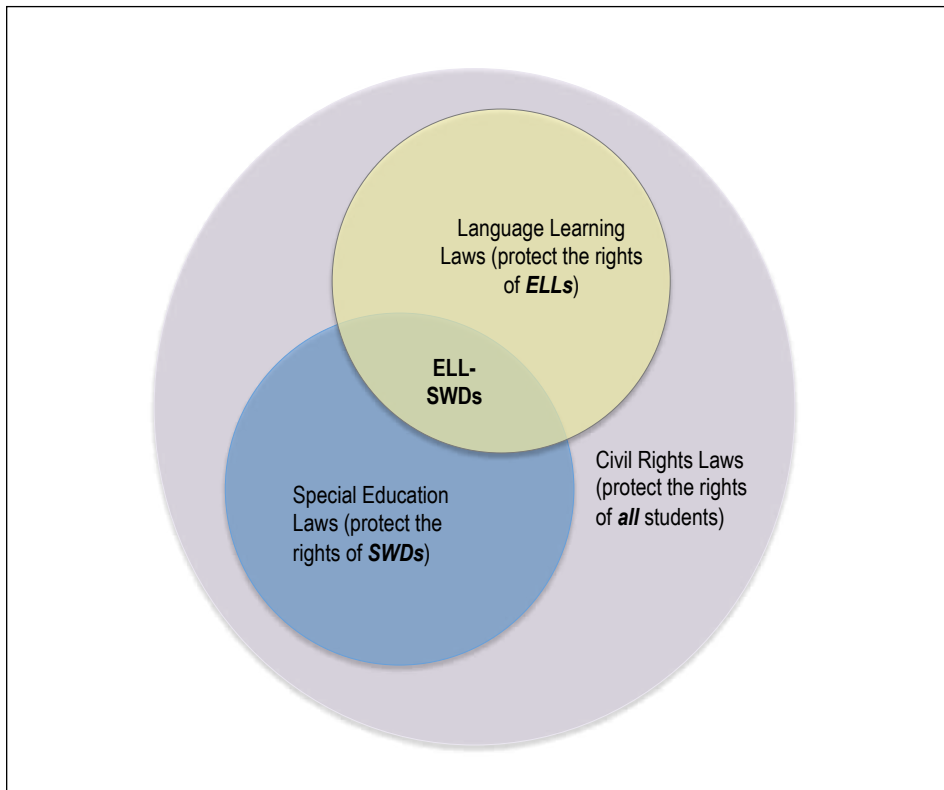 Language Learning
Laws (protect the rights
of ELLs)
ELL-
SWDs
Civil Rights Laws
(protect the rights
of all students)
Special Education
Laws (protect the
rights of SWDs)